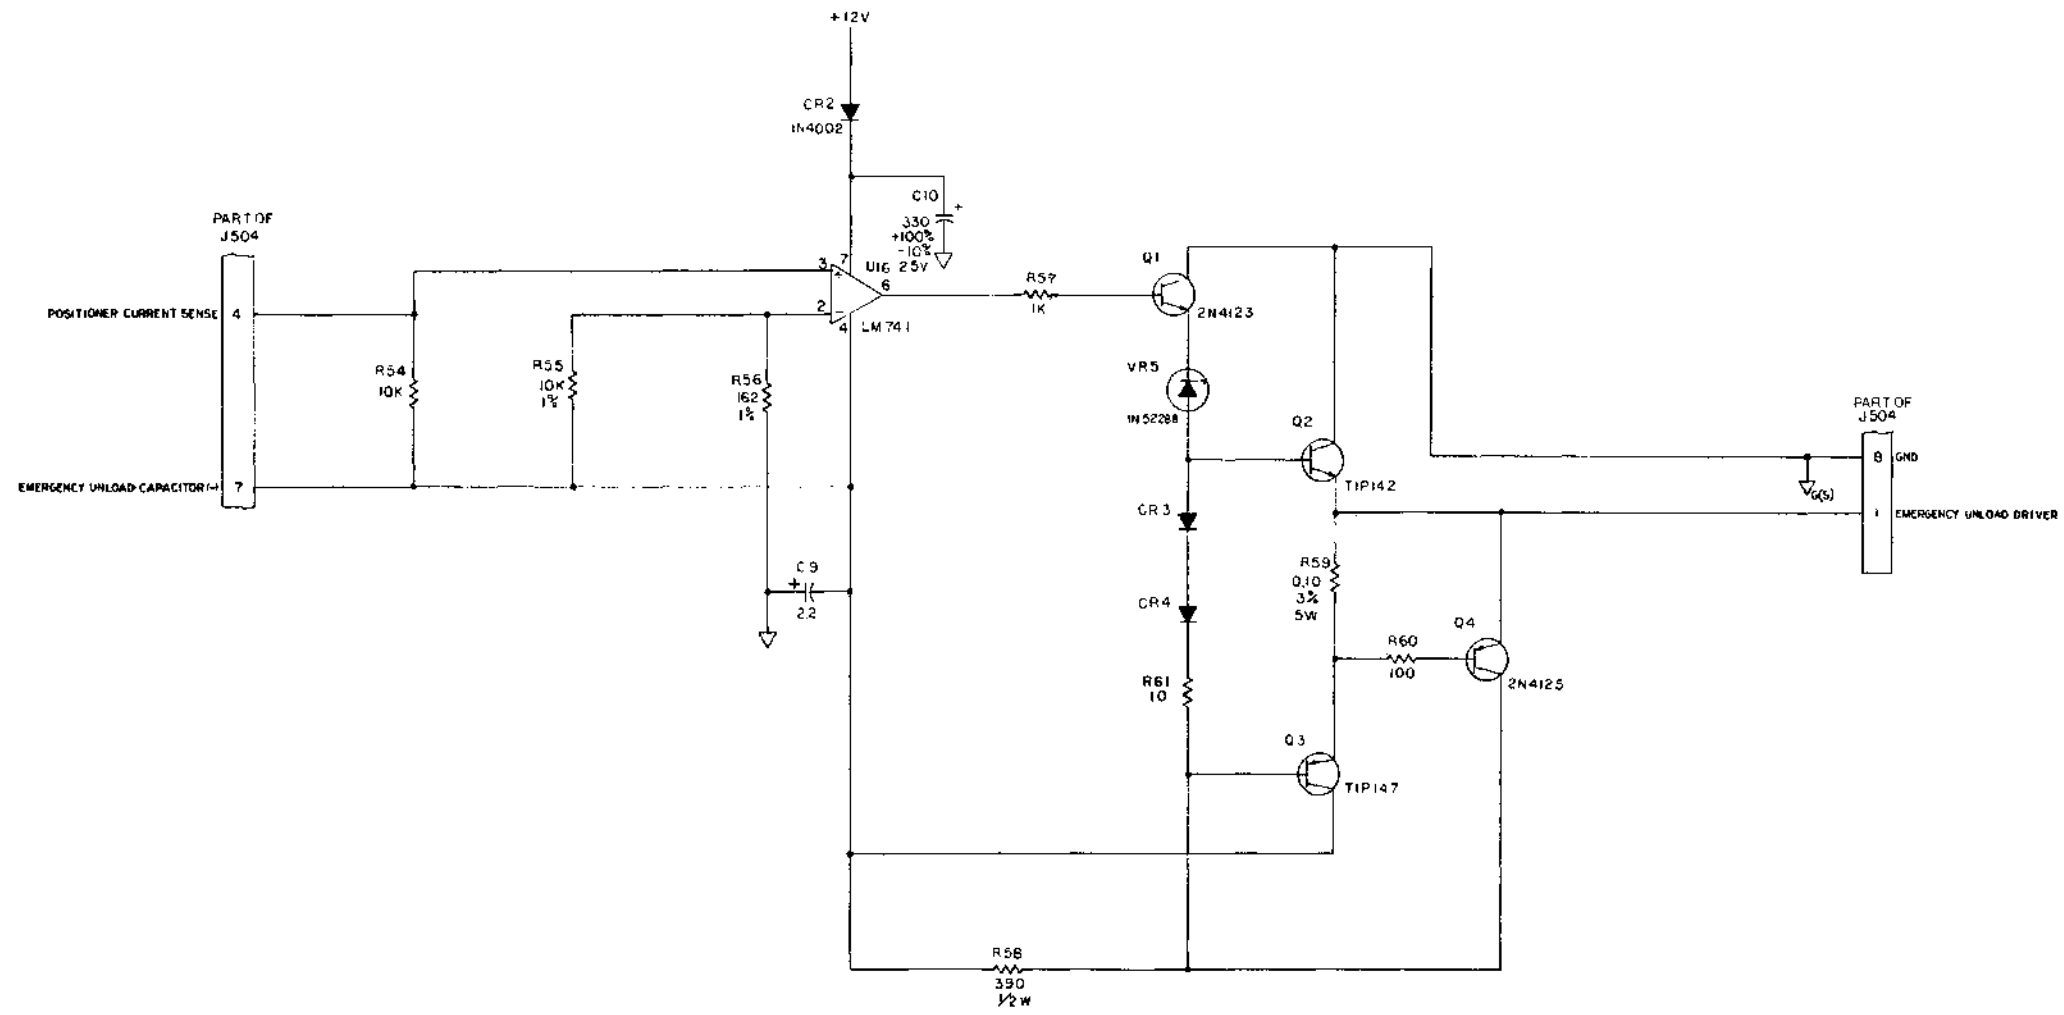 +12V
CR2
1N4002
C10
330
+100%
-10%
25V
PART OF
J504
POSITIONER CURRENT SENSE
4
EMERGENCY UNLOAD CAPACITOR(-)
7
R54
10K
R55
10K
1%
R56
162
1%
3
7
+
U16
2
-
4
6
LM741
+
C9
2.2
R57
1K
Q1
2N4123
VR5
1N5228B
Q2
TIP142
CR3
CR4
R59
0.10
3%
5W
R61
10
R60
100
Q4
2N4125
Q3
TIP147
R58
390
1/2W
PART OF
J504
8
GND
G(S)
1
EMERGENCY UNLOAD DRIVER